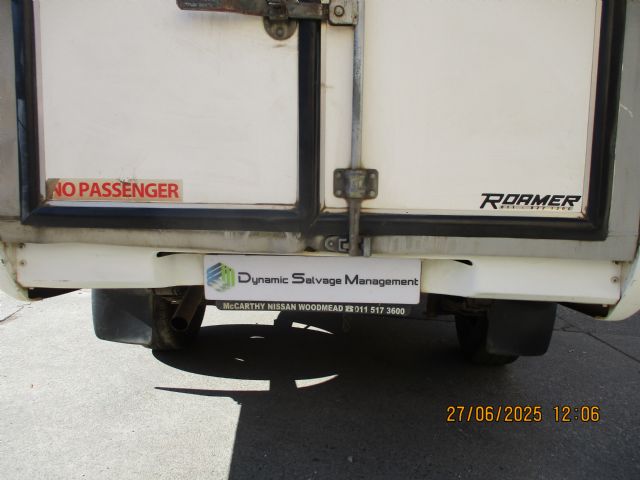 NO PASSENGER
ROAMER
Dynamic Salvage Management
McCARTHY NISSAN WOODMEAD ☎ 011 517 3600
27/06/2025 12:06